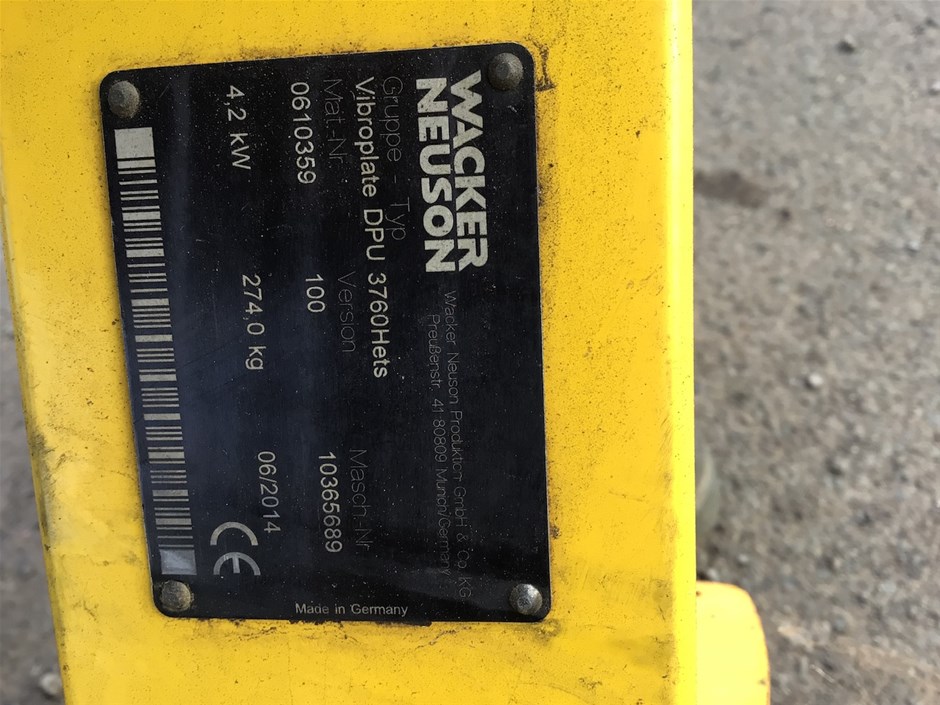 WACKER
NEUSON
Wacker Neuson Produktion GmbH & Co. KG
Preußenstr. 41 80809 Munich/Germany
Gruppe - Typ
Vibroplate DPU 3760Hets
Mat.-Nr. Version Masch.-Nr.
0610359 100 10365689
4,2 kW 274,0 kg 06/2014
CE
Made in Germany